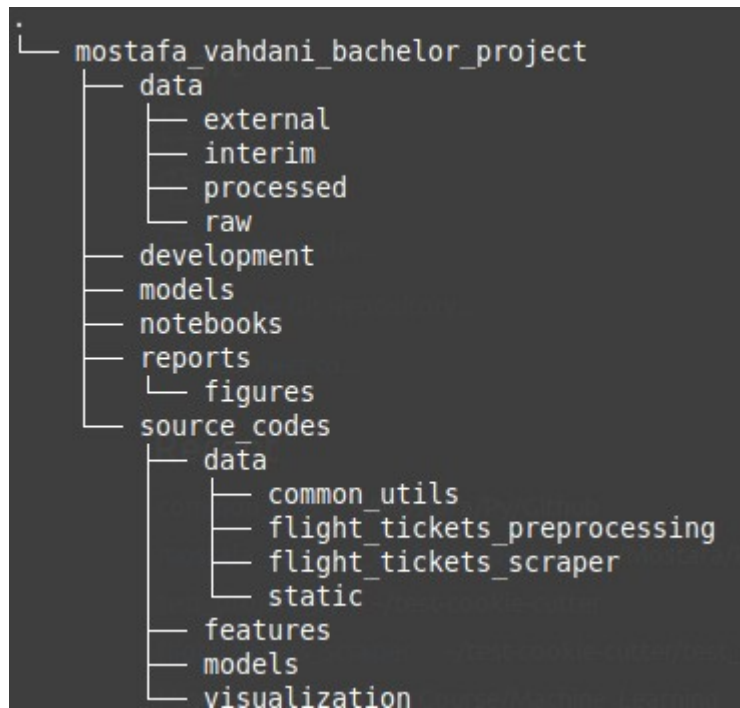 .
└── mostafa_vahdani_bachelor_project
    ├── data
    │   ├── external
    │   ├── interim
    │   ├── processed
    │   └── raw
    ├── development
    ├── models
    ├── notebooks
    ├── reports
    │   └── figures
    └── source_codes
        ├── data
        │   ├── common_utils
        │   ├── flight_tickets_preprocessing
        │   ├── flight_tickets_scraper
        │   └── static
        ├── features
        ├── models
        └── visualization